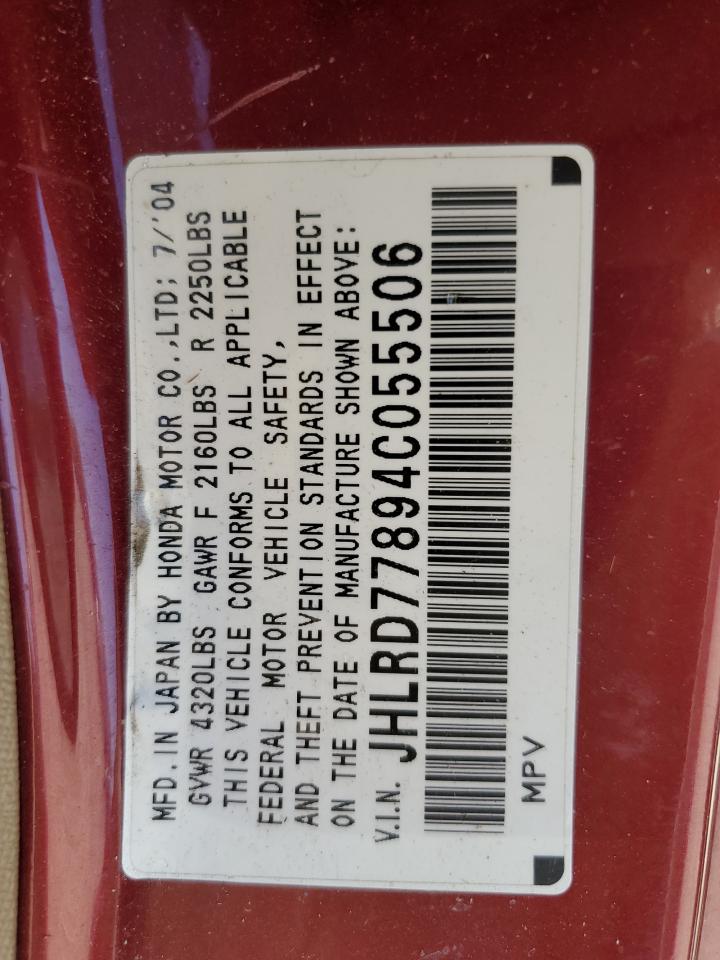 MFD.IN JAPAN BY HONDA MOTOR CO.,LTD; 7/'04
GVWR 4320LBS GAWR F 2160LBS R 2250LBS
THIS VEHICLE CONFORMS TO ALL APPLICABLE
FEDERAL MOTOR VEHICLE SAFETY,
AND THEFT PREVENTION STANDARDS IN EFFECT
ON THE DATE OF MANUFACTURE SHOWN ABOVE:
V.I.N. JHLRD77894C055506
MPV